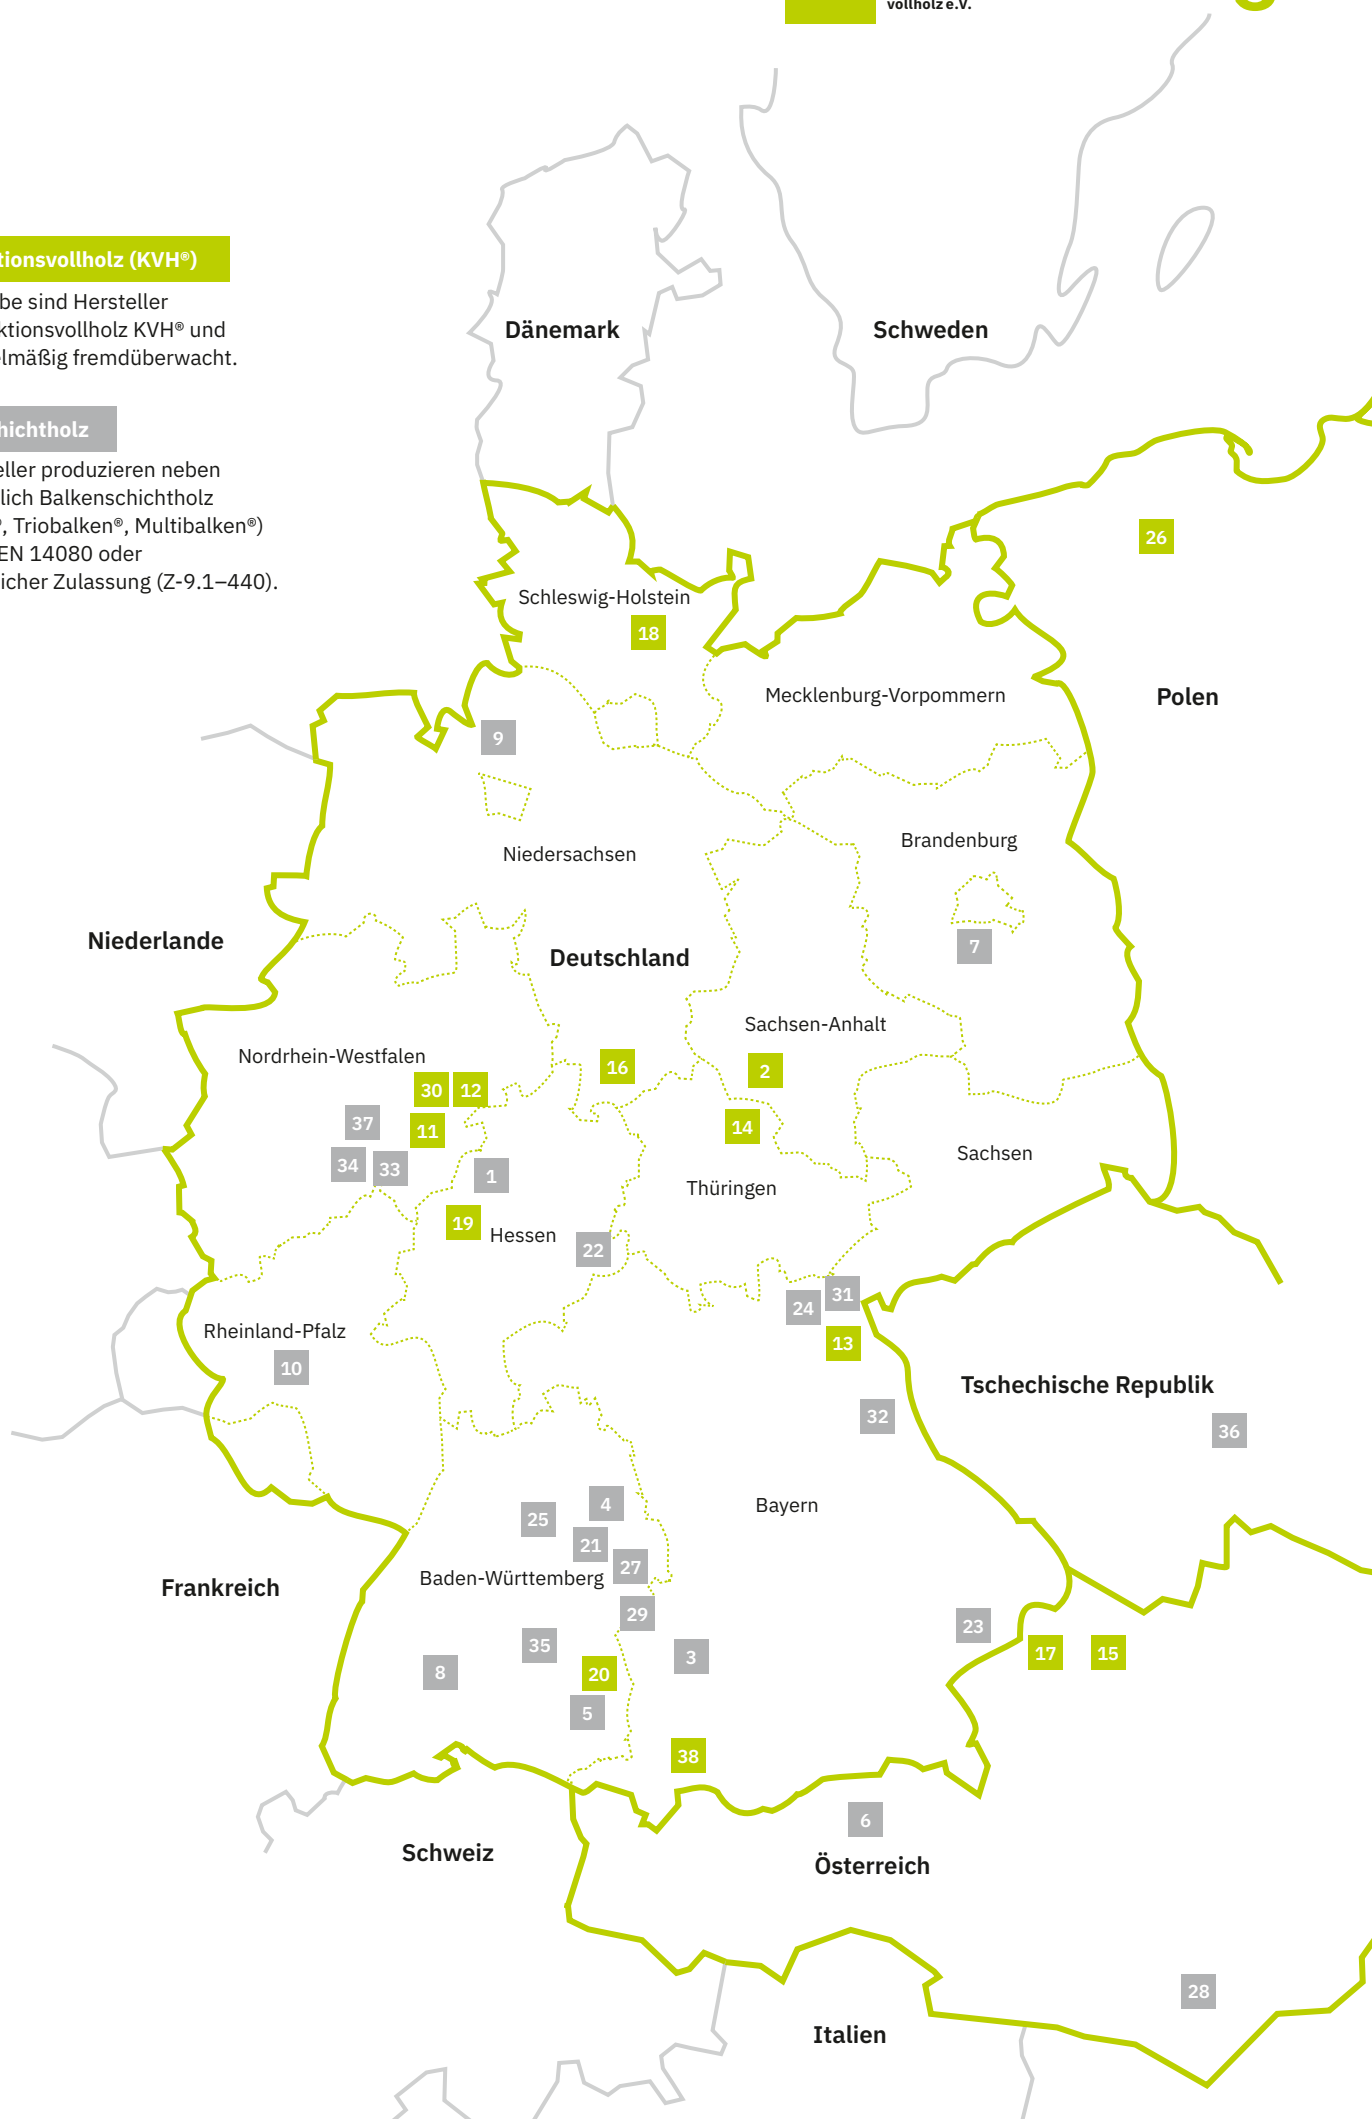 vollholz e.V.
tionsvollholz (KVH®)
be sind Hersteller
ktionsvollholz KVH® und
elmäßig fremdüberwacht.
hichtholz
eller produzieren neben
lich Balkenschichtholz
®, Triobalken®, Multibalken®)
EN 14080 oder
icher Zulassung (Z-9.1–440).
Dänemark
Schweden
26
Schleswig-Holstein
18
Mecklenburg-Vorpommern
Polen
9
Brandenburg
Niedersachsen
Niederlande
7
Deutschland
Sachsen-Anhalt
Nordrhein-Westfalen
16
2
30
12
37
11
14
34
33
1
Sachsen
Thüringen
19
Hessen
22
31
24
13
Rheinland-Pfalz
10
Tschechische Republik
32
36
4
25
Bayern
21
27
Baden-Württemberg
Frankreich
29
23
35
3
17
15
8
20
5
38
6
Schweiz
Österreich
28
Italien